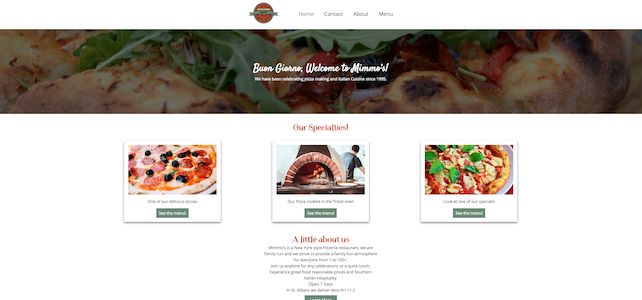 Home Contact About Menu
Buon Giorno, Welcome to Mimmo's!
We have been celebrating pizza making and Italian Cuisine since 1995.
Our Specialties!
One of our delicious pizzas
Our Pizza cooked in the finest oven
Look at one of our specials!
See the menu!
See the menu!
See the menu!
A little about us
Mimmo's is a New York style Pizzeria restaurant, we are
family run and we strive to provide a family fun atmosphere
for everyone from 1 to 100+.
Join us anytime for any celebrations or a quick lunch.
Experience great food reasonable prices and Southern
Italian hospitality.
Open 7 Days
In St. Albans we deliver Mon-Fri 11-2